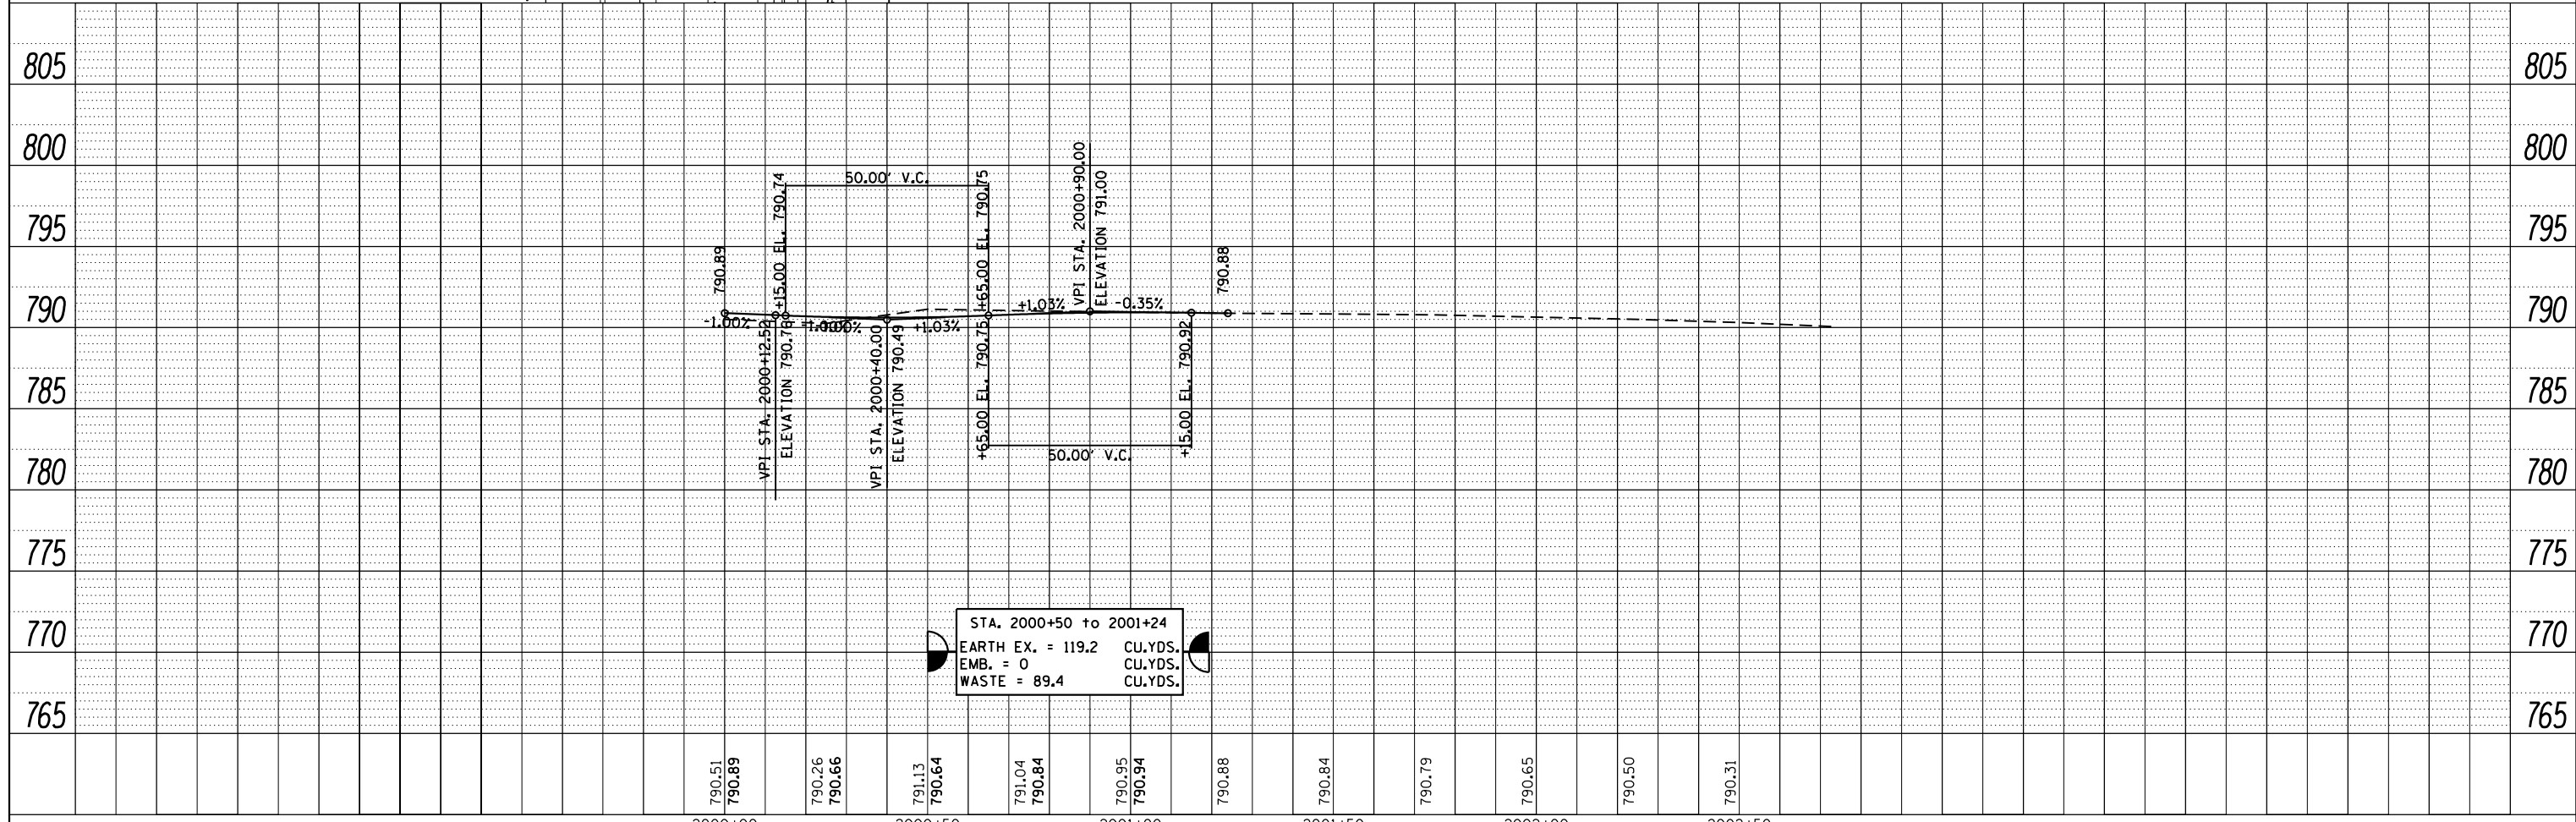 805 805
800 800
795 795
790 790
785 785
780 780
775 775
770 770
765 765
50.00' V.C.
790.89
+15.00 EL. 790.74
+65.00 EL. 790.75
VPI STA. 2000+90.00
ELEVATION 791.00
790.88
-1.00%
-1.00%
+1.03%
+1.03%
-0.35%
VPI STA. 2000+12.52
ELEVATION 790.76
VPI STA. 2000+40.00
ELEVATION 790.49
+65.00 EL. 790.75
+15.00 EL. 790.92
50.00' V.C.
STA. 2000+50 to 2001+24
EARTH EX. = 119.2 CU.YDS.
EMB. = 0 CU.YDS.
WASTE = 89.4 CU.YDS.
790.51
790.89
790.26
790.66
791.13
790.64
791.04
790.84
790.95
790.94
790.88
790.84
790.79
790.65
790.50
790.31